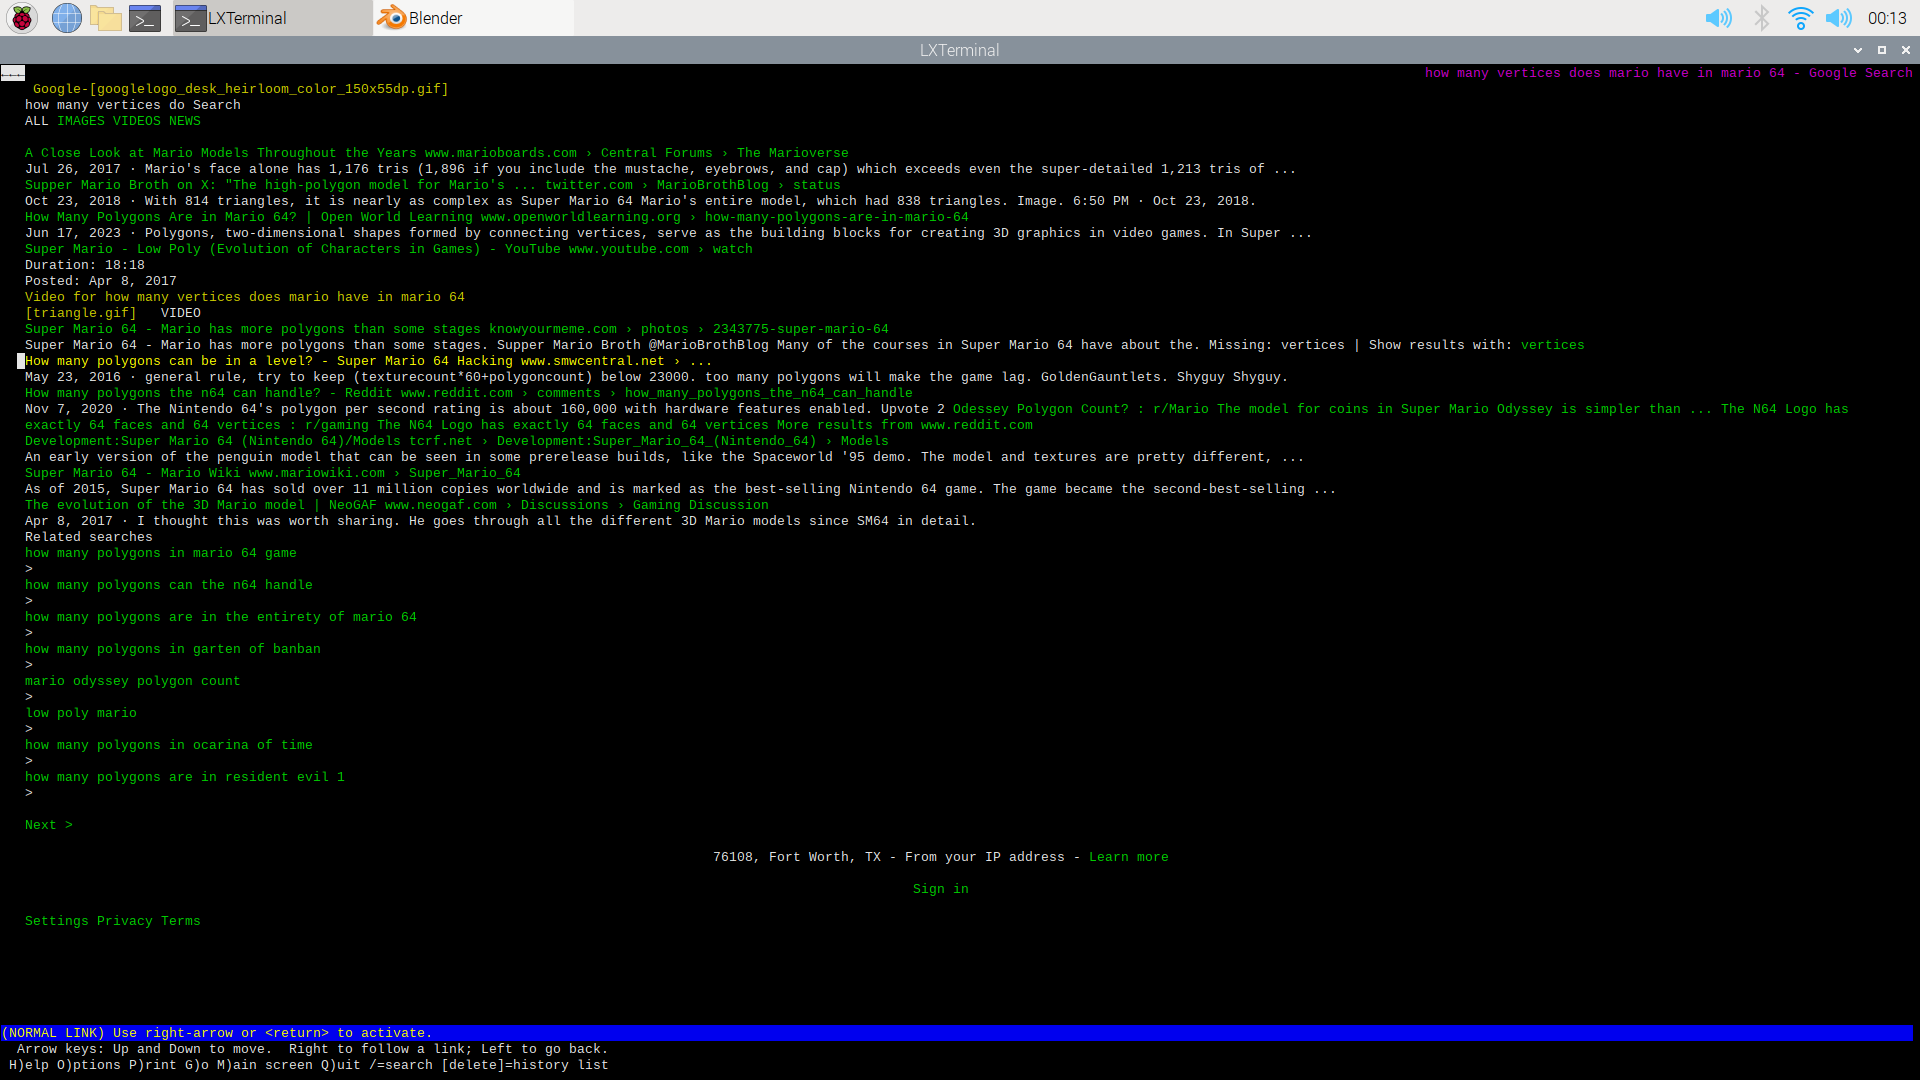 LXTerminal Blender 00:13
LXTerminal
←←← how many vertices does mario have in mario 64 - Google Search
Google-[googlelogo_desk_heirloom_color_150x55dp.gif]
how many vertices do Search
ALL IMAGES VIDEOS NEWS
A Close Look at Mario Models Throughout the Years www.marioboards.com › Central Forums › The Marioverse
Jul 26, 2017 · Mario's face alone has 1,176 tris (1,896 if you include the mustache, eyebrows, and cap) which exceeds even the super-detailed 1,213 tris of ...
Supper Mario Broth on X: "The high-polygon model for Mario's ... twitter.com › MarioBrothBlog › status
Oct 23, 2018 · With 814 triangles, it is nearly as complex as Super Mario 64 Mario's entire model, which had 838 triangles. Image. 6:50 PM · Oct 23, 2018.
How Many Polygons Are in Mario 64? | Open World Learning www.openworldlearning.org › how-many-polygons-are-in-mario-64
Jun 17, 2023 · Polygons, two-dimensional shapes formed by connecting vertices, serve as the building blocks for creating 3D graphics in video games. In Super ...
Super Mario - Low Poly (Evolution of Characters in Games) - YouTube www.youtube.com › watch
Duration: 18:18
Posted: Apr 8, 2017
Video for how many vertices does mario have in mario 64
[triangle.gif] VIDEO
Super Mario 64 - Mario has more polygons than some stages knowyourmeme.com › photos › 2343775-super-mario-64
Super Mario 64 - Mario has more polygons than some stages. Supper Mario Broth @MarioBrothBlog Many of the courses in Super Mario 64 have about the. Missing: vertices | Show results with: vertices
How many polygons can be in a level? - Super Mario 64 Hacking www.smwcentral.net › ...
May 23, 2016 · general rule, try to keep (texturecount*60+polygoncount) below 23000. too many polygons will make the game lag. GoldenGauntlets. Shyguy Shyguy.
How many polygons the n64 can handle? - Reddit www.reddit.com › comments › how_many_polygons_the_n64_can_handle
Nov 7, 2020 · The Nintendo 64's polygon per second rating is about 160,000 with hardware features enabled. Upvote 2 Odessey Polygon Count? : r/Mario The model for coins in Super Mario Odyssey is simpler than ... The N64 Logo has
exactly 64 faces and 64 vertices : r/gaming The N64 Logo has exactly 64 faces and 64 vertices More results from www.reddit.com
Development:Super Mario 64 (Nintendo 64)/Models tcrf.net › Development:Super_Mario_64_(Nintendo_64) › Models
An early version of the penguin model that can be seen in some prerelease builds, like the Spaceworld '95 demo. The model and textures are pretty different, ...
Super Mario 64 - Mario Wiki www.mariowiki.com › Super_Mario_64
As of 2015, Super Mario 64 has sold over 11 million copies worldwide and is marked as the best-selling Nintendo 64 game. The game became the second-best-selling ...
The evolution of the 3D Mario model | NeoGAF www.neogaf.com › Discussions › Gaming Discussion
Apr 8, 2017 · I thought this was worth sharing. He goes through all the different 3D Mario models since SM64 in detail.
Related searches
how many polygons in mario 64 game
>
how many polygons can the n64 handle
>
how many polygons are in the entirety of mario 64
>
how many polygons in garten of banban
>
mario odyssey polygon count
>
low poly mario
>
how many polygons in ocarina of time
>
how many polygons are in resident evil 1
>
Next >
76108, Fort Worth, TX - From your IP address - Learn more
Sign in
Settings Privacy Terms
(NORMAL LINK) Use right-arrow or <return> to activate.
Arrow keys: Up and Down to move.  Right to follow a link; Left to go back.
H)elp O)ptions P)rint G)o M)ain screen Q)uit /=search [delete]=history list